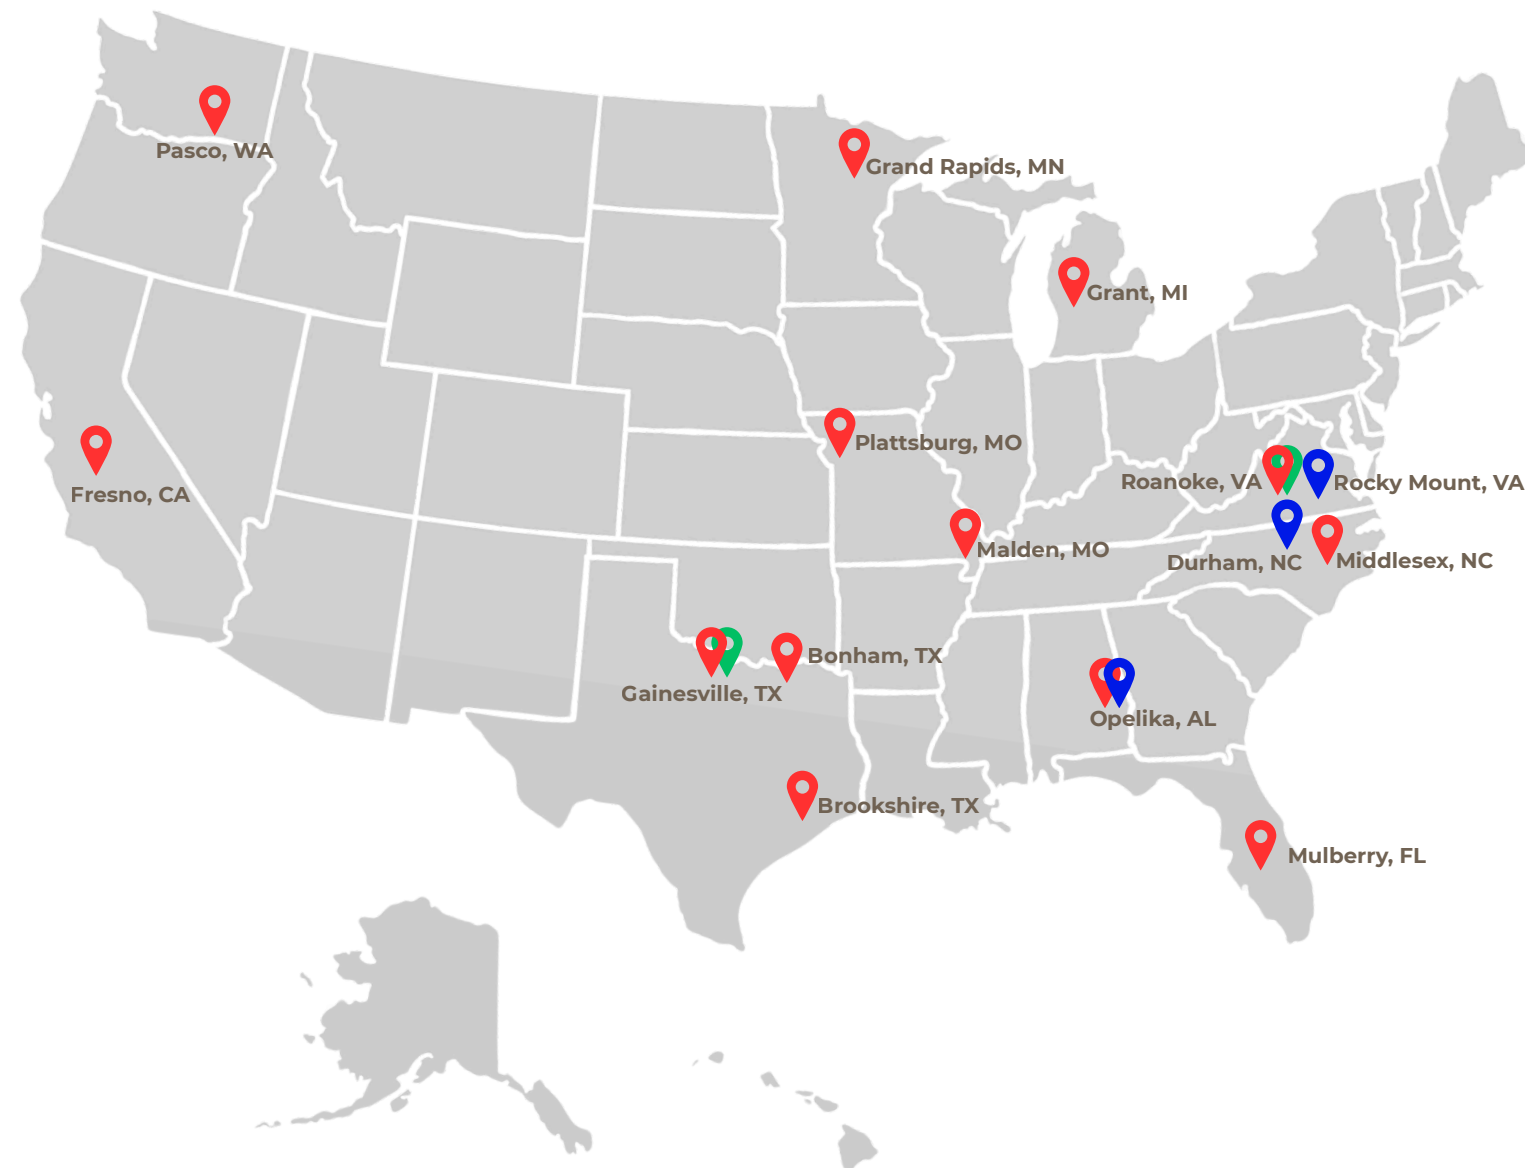 Pasco, WA
Grand Rapids, MN
Grant, MI
Plattsburg, MO
Roanoke, VA
Rocky Mount, VA
Fresno, CA
Malden, MO
Durham, NC
Middlesex, NC
Bonham, TX
Gainesville, TX
Opelika, AL
Brookshire, TX
Mulberry, FL